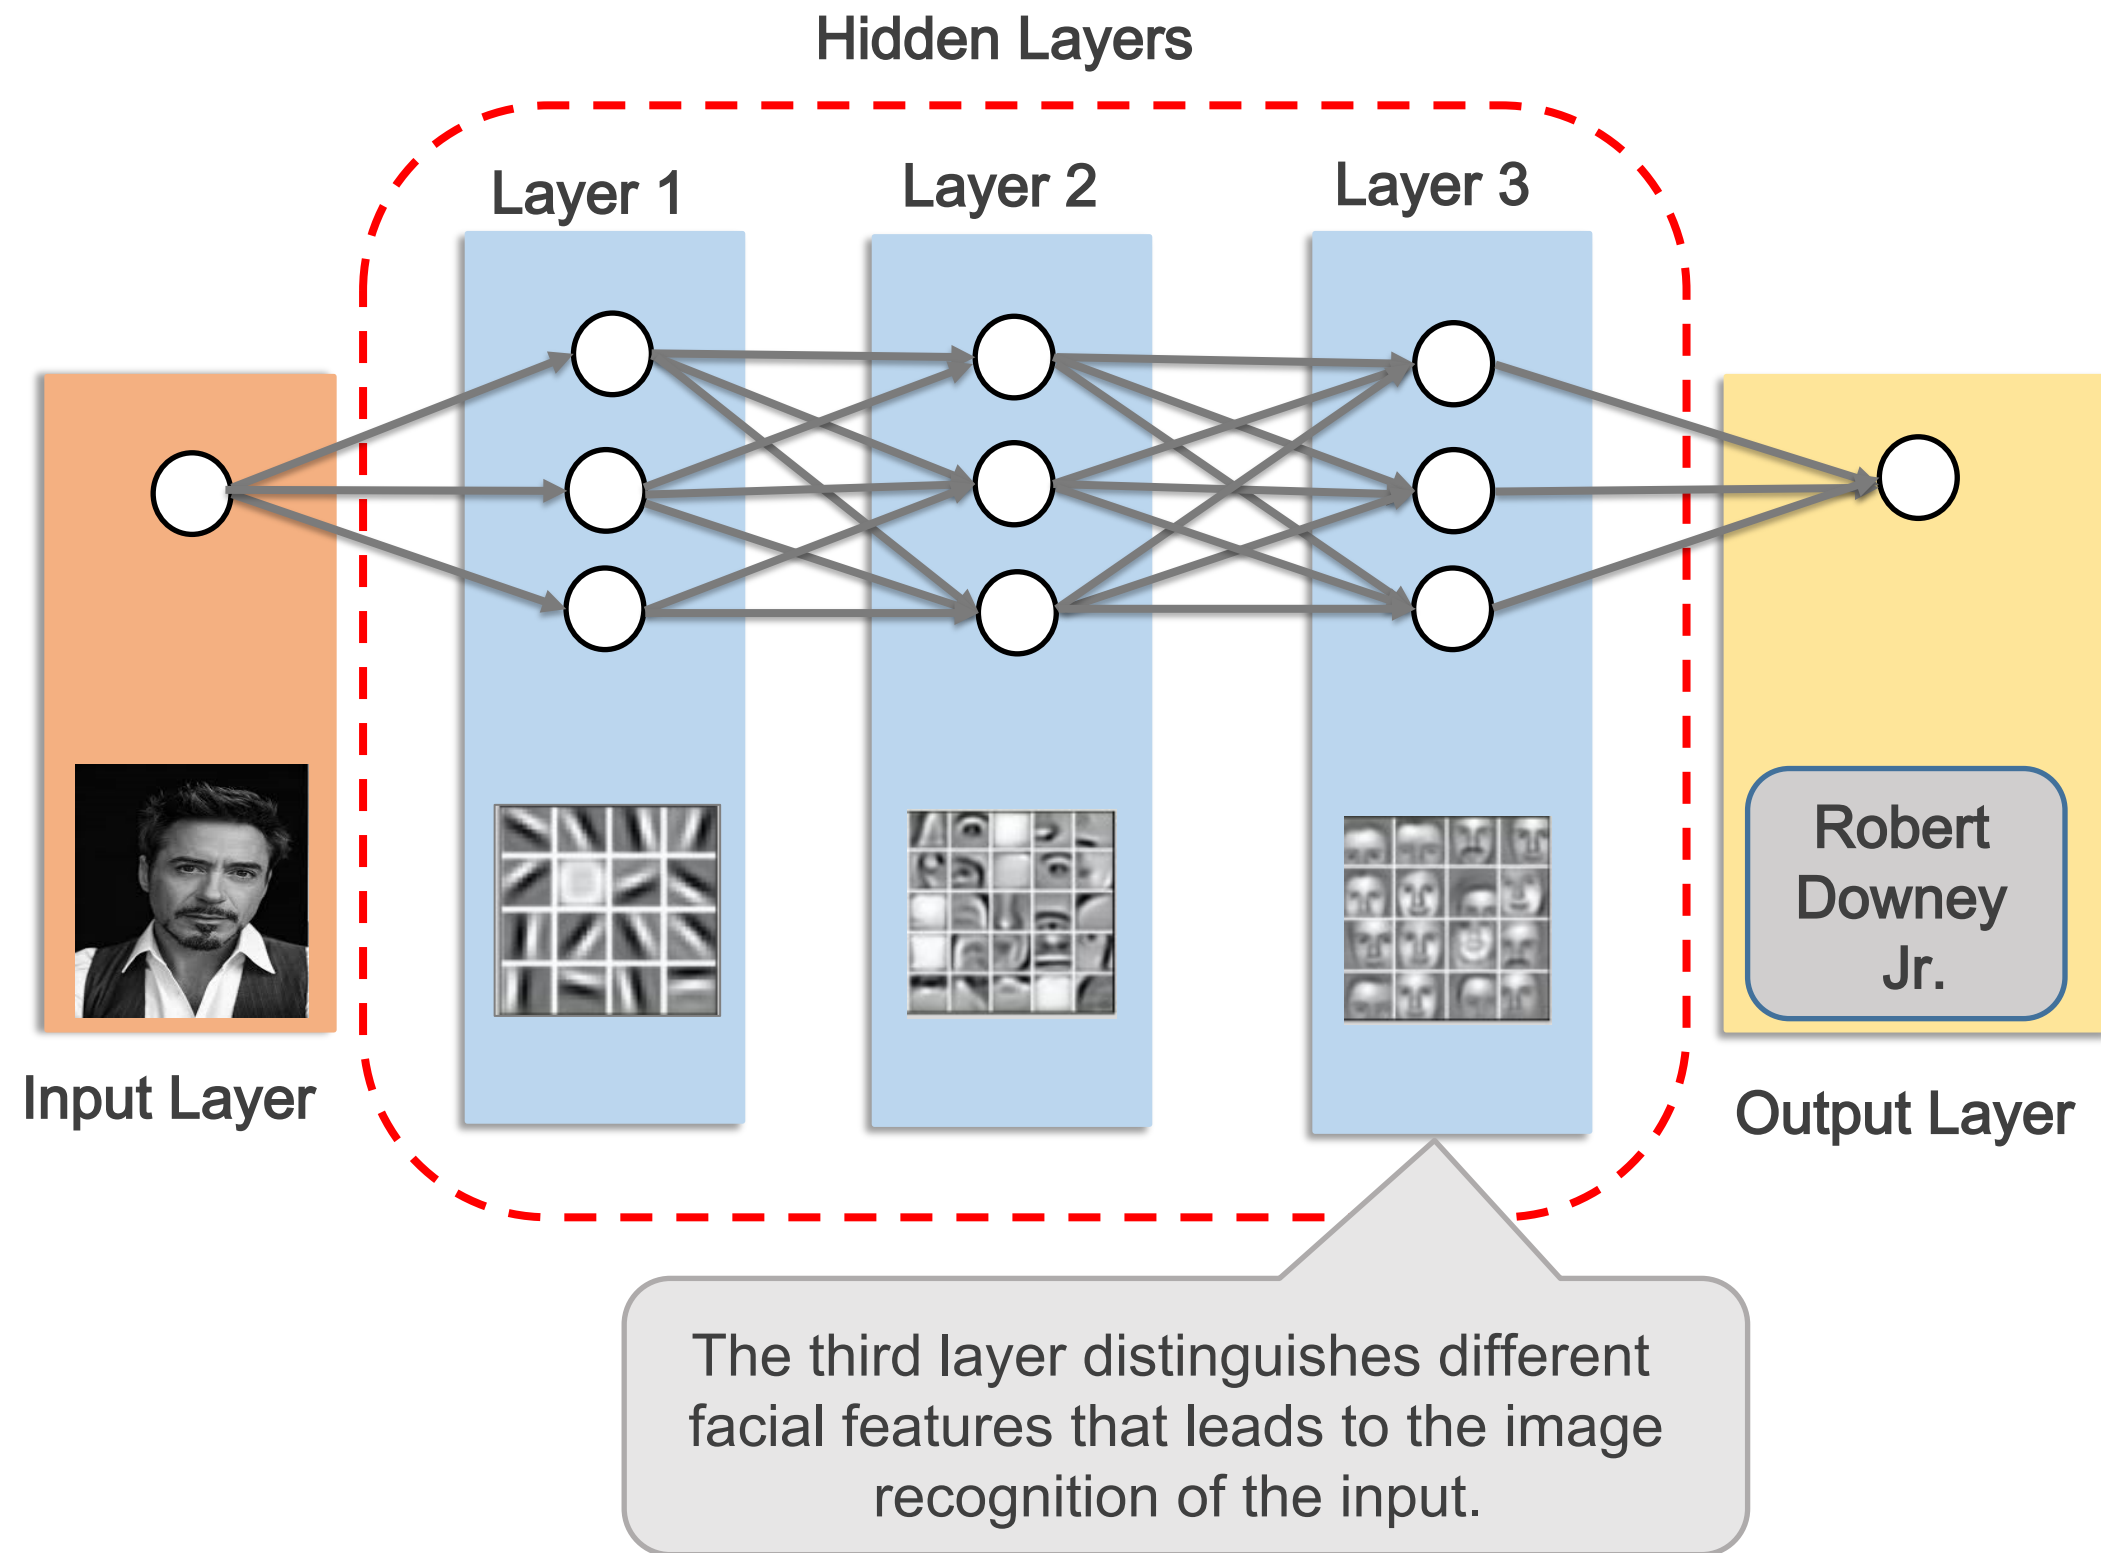 Hidden Layers
Layer 1
Layer 2
Layer 3
Input Layer
Robert
Downey
Jr.
Output Layer
The third layer distinguishes different
facial features that leads to the image
recognition of the input.